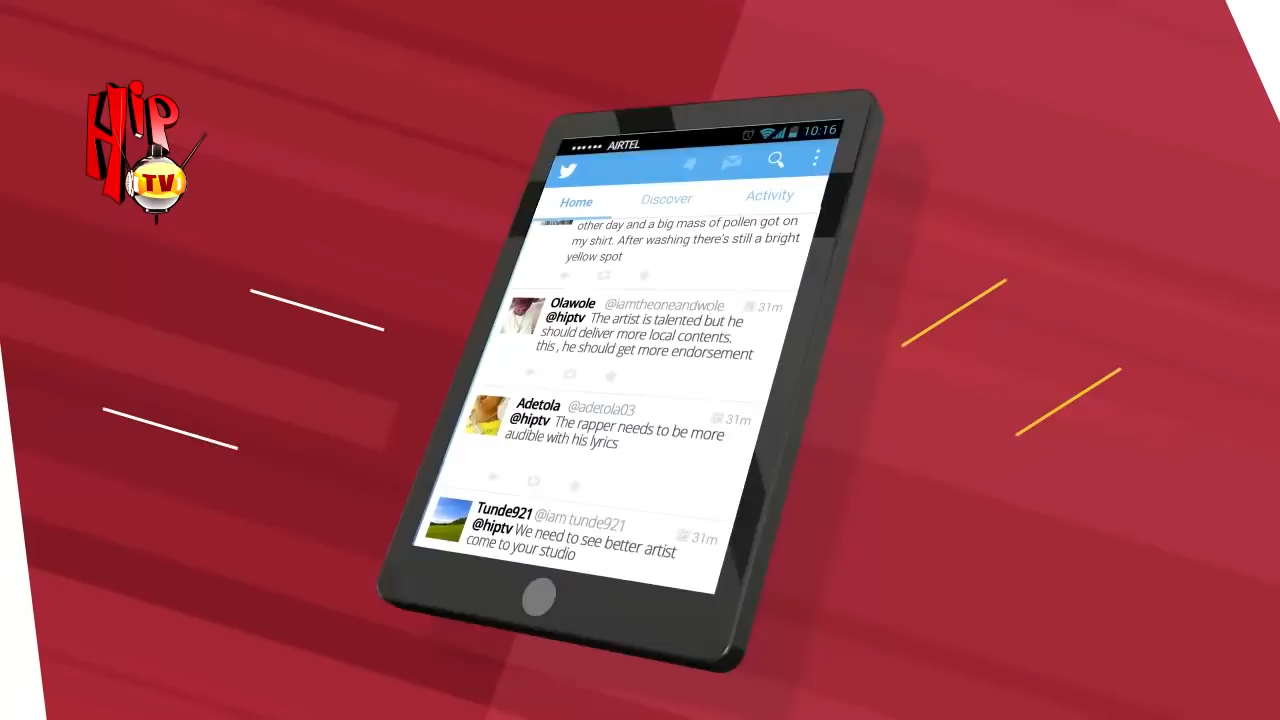 HiP
TV
AIRTEL
10:16
Home
Discover
Activity
other day and a big mass of pollen got on
my shirt. After washing there's still a bright
yellow spot
Olawole @iamtheoneandwole 31m
@hiptv The artist is talented but he
should deliver more local contents.
this , he should get more endorsement
Adetola @adetola03 31m
@hiptv The rapper needs to be more
audible with his lyrics
Tunde921 @iam tunde921 31m
@hiptv We need to see better artist
come to your studio